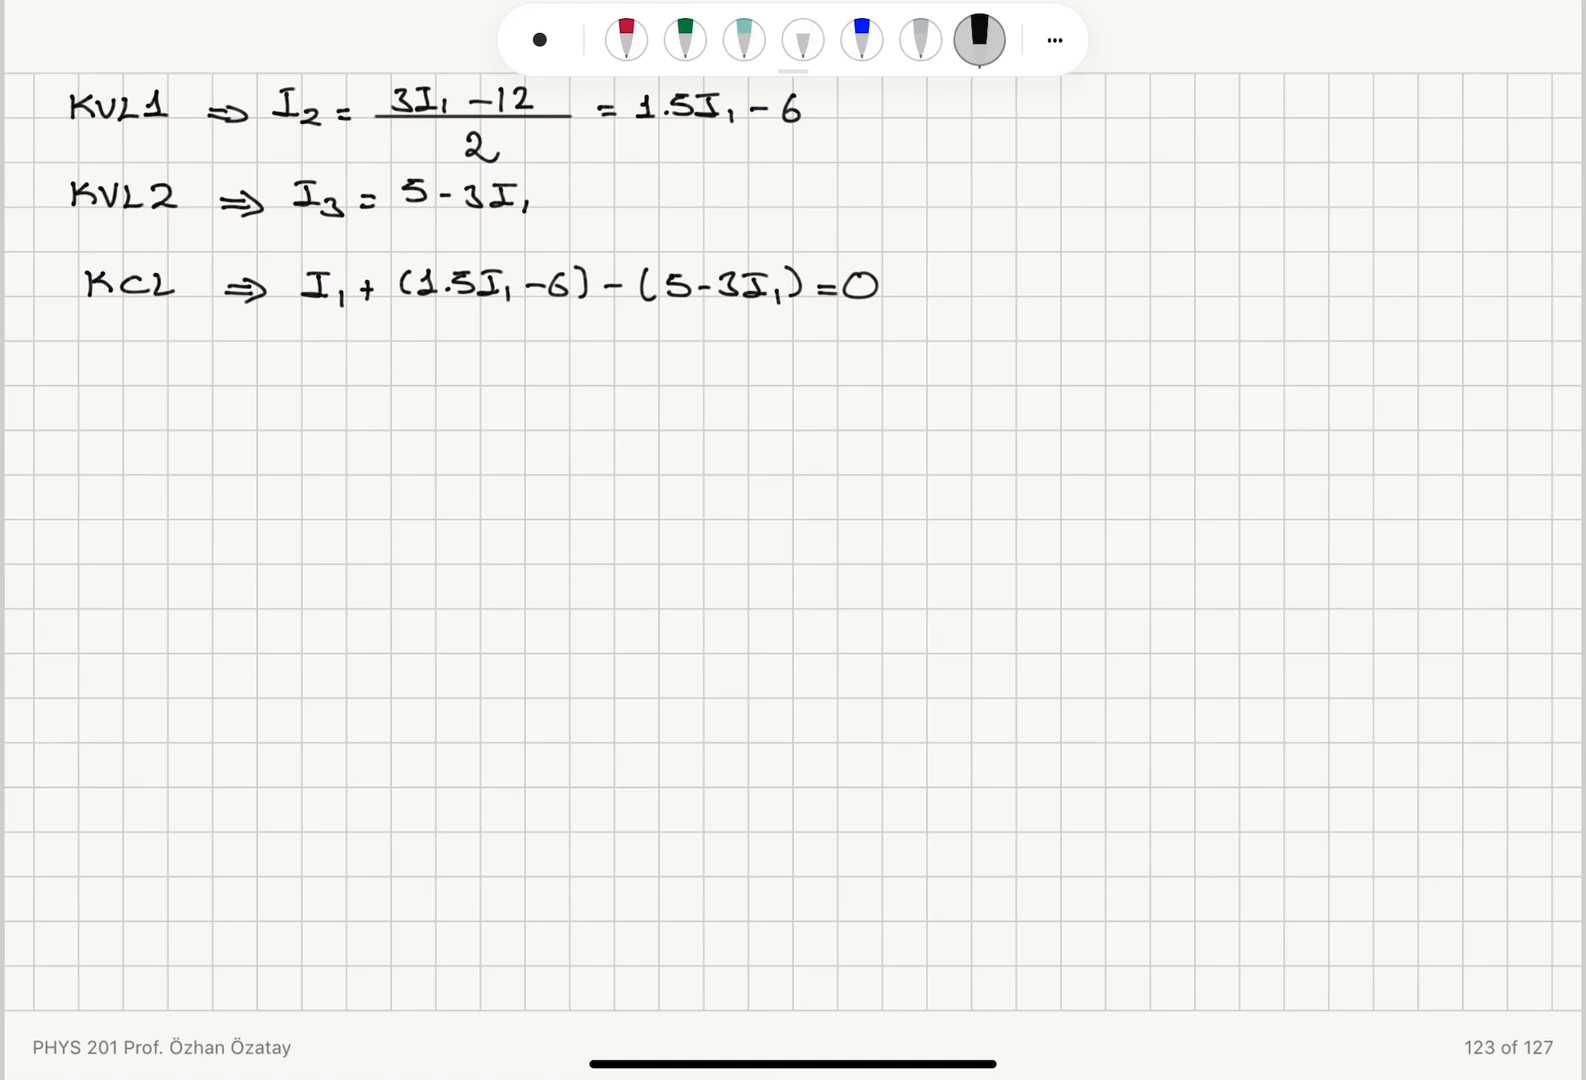 KVL1 ⇒ I₂ = (3I₁ - 12)/2 = 1.5I₁ - 6
KVL2 ⇒ I₃ = 5 - 3I₁
KCL ⇒ I₁ + (1.5I₁ - 6) - (5 - 3I₁) = 0
PHYS 201 Prof. Özhan Özatay
123 of 127